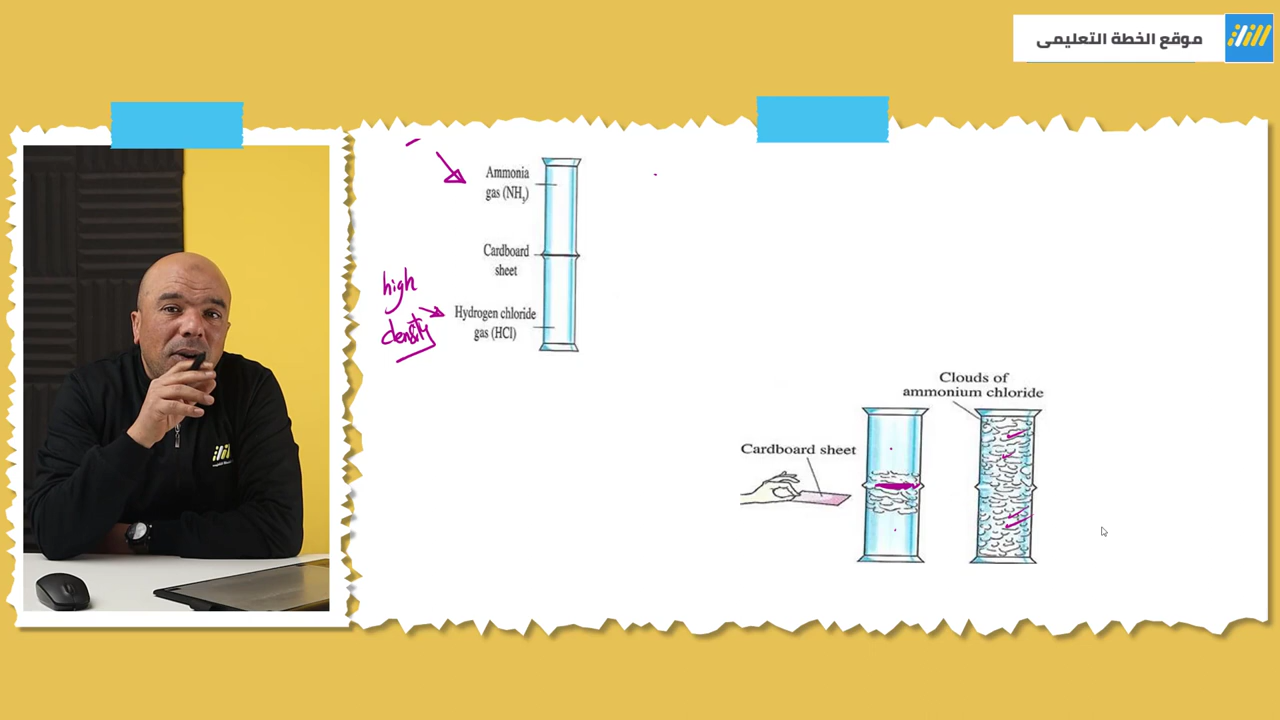 موقع الخطة التعليمى
Ammonia
gas (NH₃)
Cardboard
sheet
high
density
Hydrogen chloride
gas (HCl)
Clouds of
ammonium chloride
Cardboard sheet